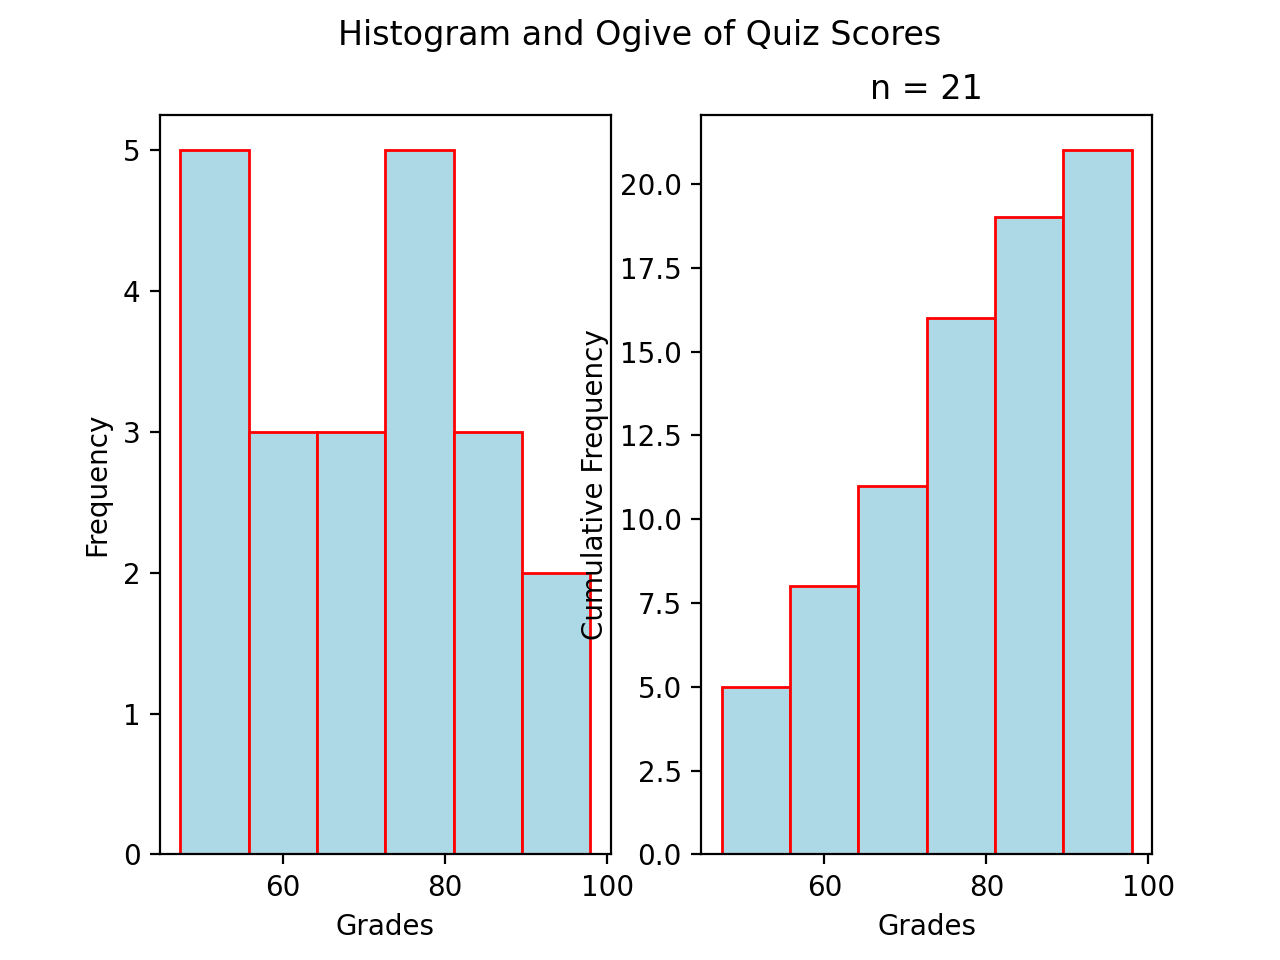 Histogram and Ogive of Quiz Scores
5
4
3
2
1
0
Frequency
60 80 100
Grades
n = 21
20.0
17.5
15.0
12.5
10.0
7.5
5.0
2.5
0.0
Cumulative Frequency
60 80 100
Grades